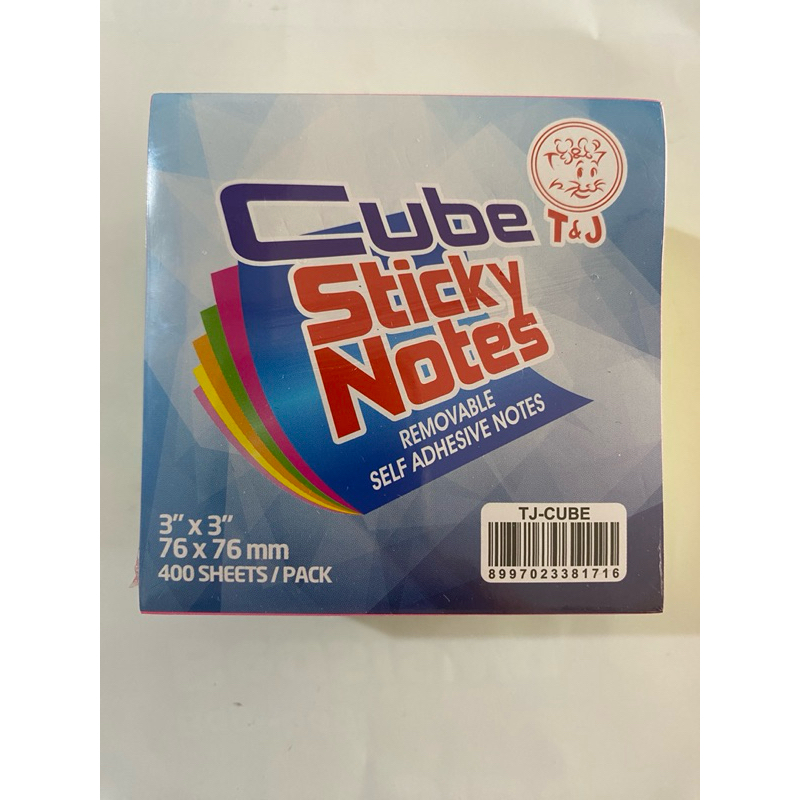 Cube
T&J
Sticky
Notes
REMOVABLE
SELF ADHESIVE NOTES
3” x 3”
76 x 76 mm
400 SHEETS / PACK
TJ-CUBE
8997023381716